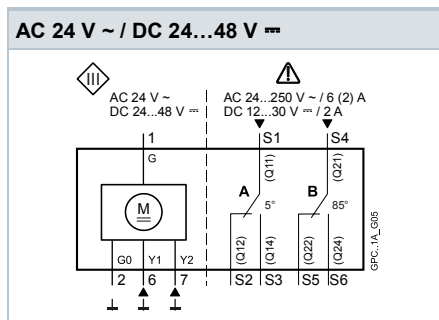 AC 24 V ~ / DC 24...48 V ⎓
III
AC 24 V ~
DC 24...48 V ⎓
AC 24...250 V ~ / 6 (2) A
DC 12...30 V ⎓ / 2 A
1 S1 S4
G (Q11) (Q21)
A 5° B 85°
M
(Q12) (Q14) (Q22) (Q24)
G0 Y1 Y2
2 6 7 S2 S3 S5 S6
GPC..1A_G05